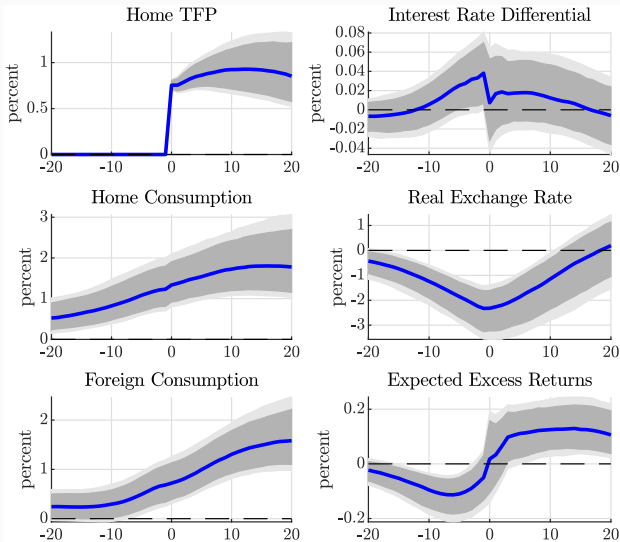 Home TFP
percent
1
0.5
0
-20 -10 0 10 20
Interest Rate Differential
0.08
0.06
0.04
0.02
0
-0.02
-0.04
-20 -10 0 10 20
Home Consumption
percent
3
2
1
0
-20 -10 0 10 20
Real Exchange Rate
percent
1
0
-1
-2
-3
-20 -10 0 10 20
Foreign Consumption
percent
2
1
0
-20 -10 0 10 20
Expected Excess Returns
percent
0.2
0
-0.2
-20 -10 0 10 20
percent